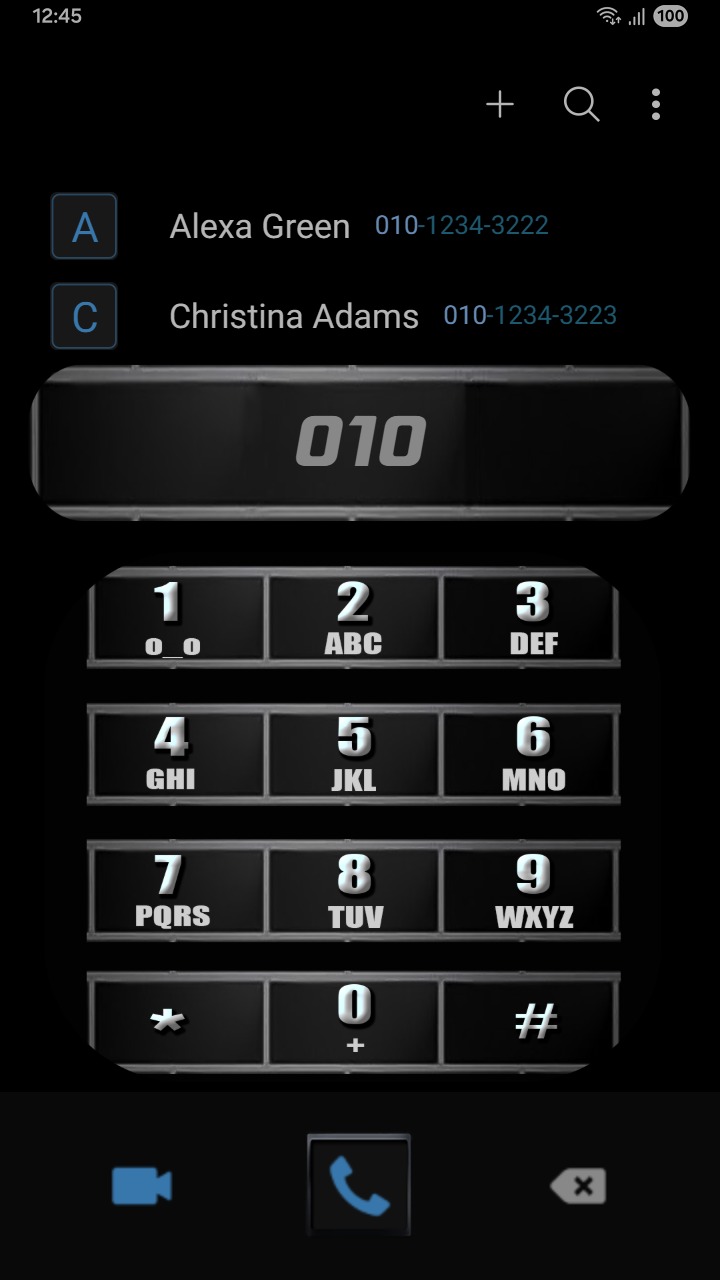 12:45 100
A Alexa Green 010-1234-3222
C Christina Adams 010-1234-3223
010
1 2 3
o_o ABC DEF
4 5 6
GHI JKL MNO
7 8 9
PQRS TUV WXYZ
* 0 #
+